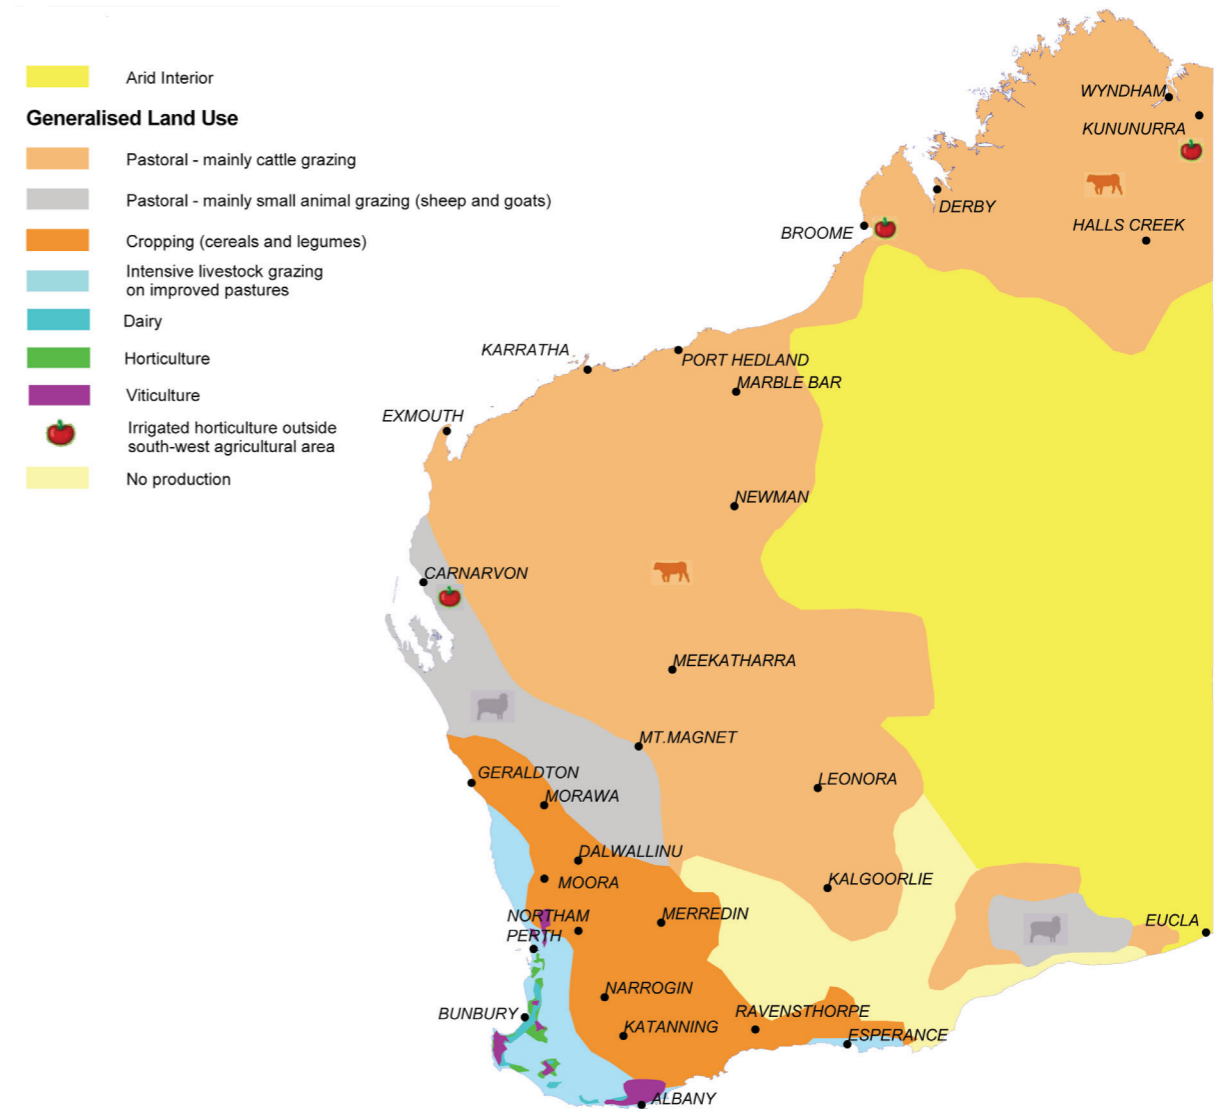 Arid Interior
Generalised Land Use
Pastoral - mainly cattle grazing
Pastoral - mainly small animal grazing (sheep and goats)
Cropping (cereals and legumes)
Intensive livestock grazing
on improved pastures
Dairy
Horticulture
Viticulture
Irrigated horticulture outside
south-west agricultural area
No production
WYNDHAM
KUNUNURRA
DERBY
HALLS CREEK
BROOME
KARRATHA
PORT HEDLAND
MARBLE BAR
EXMOUTH
NEWMAN
CARNARVON
MEEKATHARRA
MT.MAGNET
GERALDTON
LEONORA
MORAWA
DALWALLINU
MOORA
KALGOORLIE
NORTHAM
MERREDIN
EUCLA
PERTH
NARROGIN
BUNBURY
RAVENSTHORPE
KATANNING
ESPERANCE
ALBANY